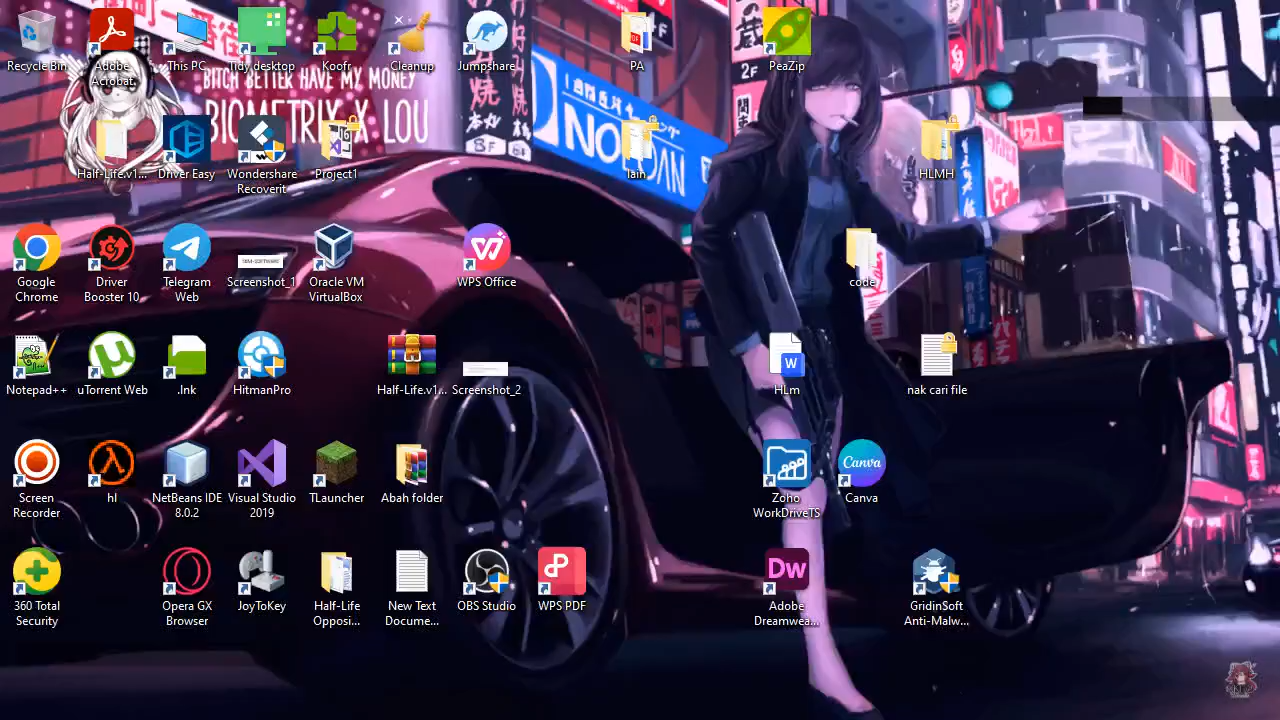 Recycle Bin
Adobe Acrobat
This PC
Tidy desktop
Koofr
Cleanup
Jumpshare
PA
PeaZip
BITCH BETTER HAVE MY MONEY
BIOMETRIX X LOU
2F
8F
Half-Life.v1...
Driver Easy
Wondershare Recoverit
Project1
lain
HLMH
Google Chrome
Driver Booster 10
Telegram Web
Screenshot_1
Oracle VM VirtualBox
WPS Office
code
Notepad++
uTorrent Web
.lnk
HitmanPro
Half-Life.v1...
Screenshot_2
HLm
nak cari file
Screen Recorder
hl
NetBeans IDE 8.0.2
Visual Studio 2019
TLauncher
Abah folder
Zoho WorkDriveTS
Canva
Canva
360 Total Security
Opera GX Browser
JoyToKey
Half-Life Opposi...
New Text Docume...
OBS Studio
WPS PDF
Dw
Adobe Dreamwea...
GridinSoft Anti-Malw...